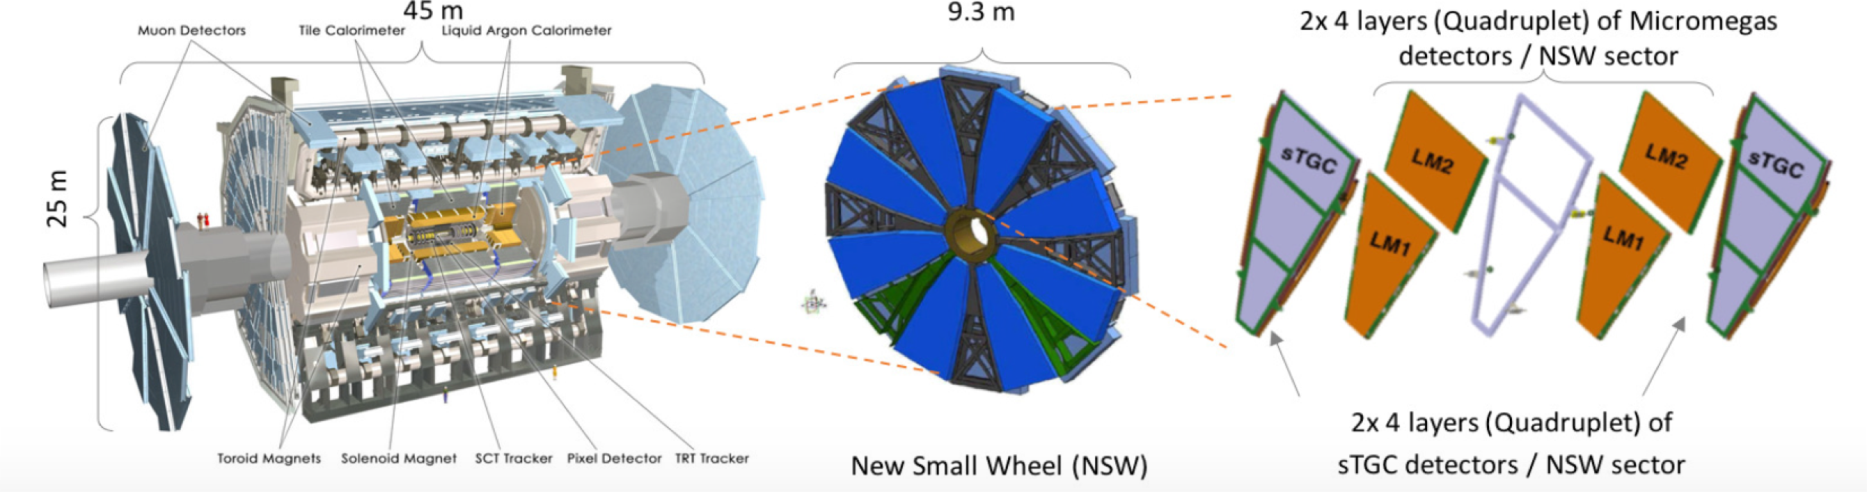 45 m
Muon Detectors
Tile Calorimeter
Liquid Argon Calorimeter
25 m
Toroid Magnets
Solenoid Magnet
SCT Tracker
Pixel Detector
TRT Tracker
9.3 m
New Small Wheel (NSW)
2x 4 layers (Quadruplet) of Micromegas
detectors / NSW sector
sTGC
LM2
LM1
LM2
LM1
sTGC
2x 4 layers (Quadruplet) of
sTGC detectors / NSW sector